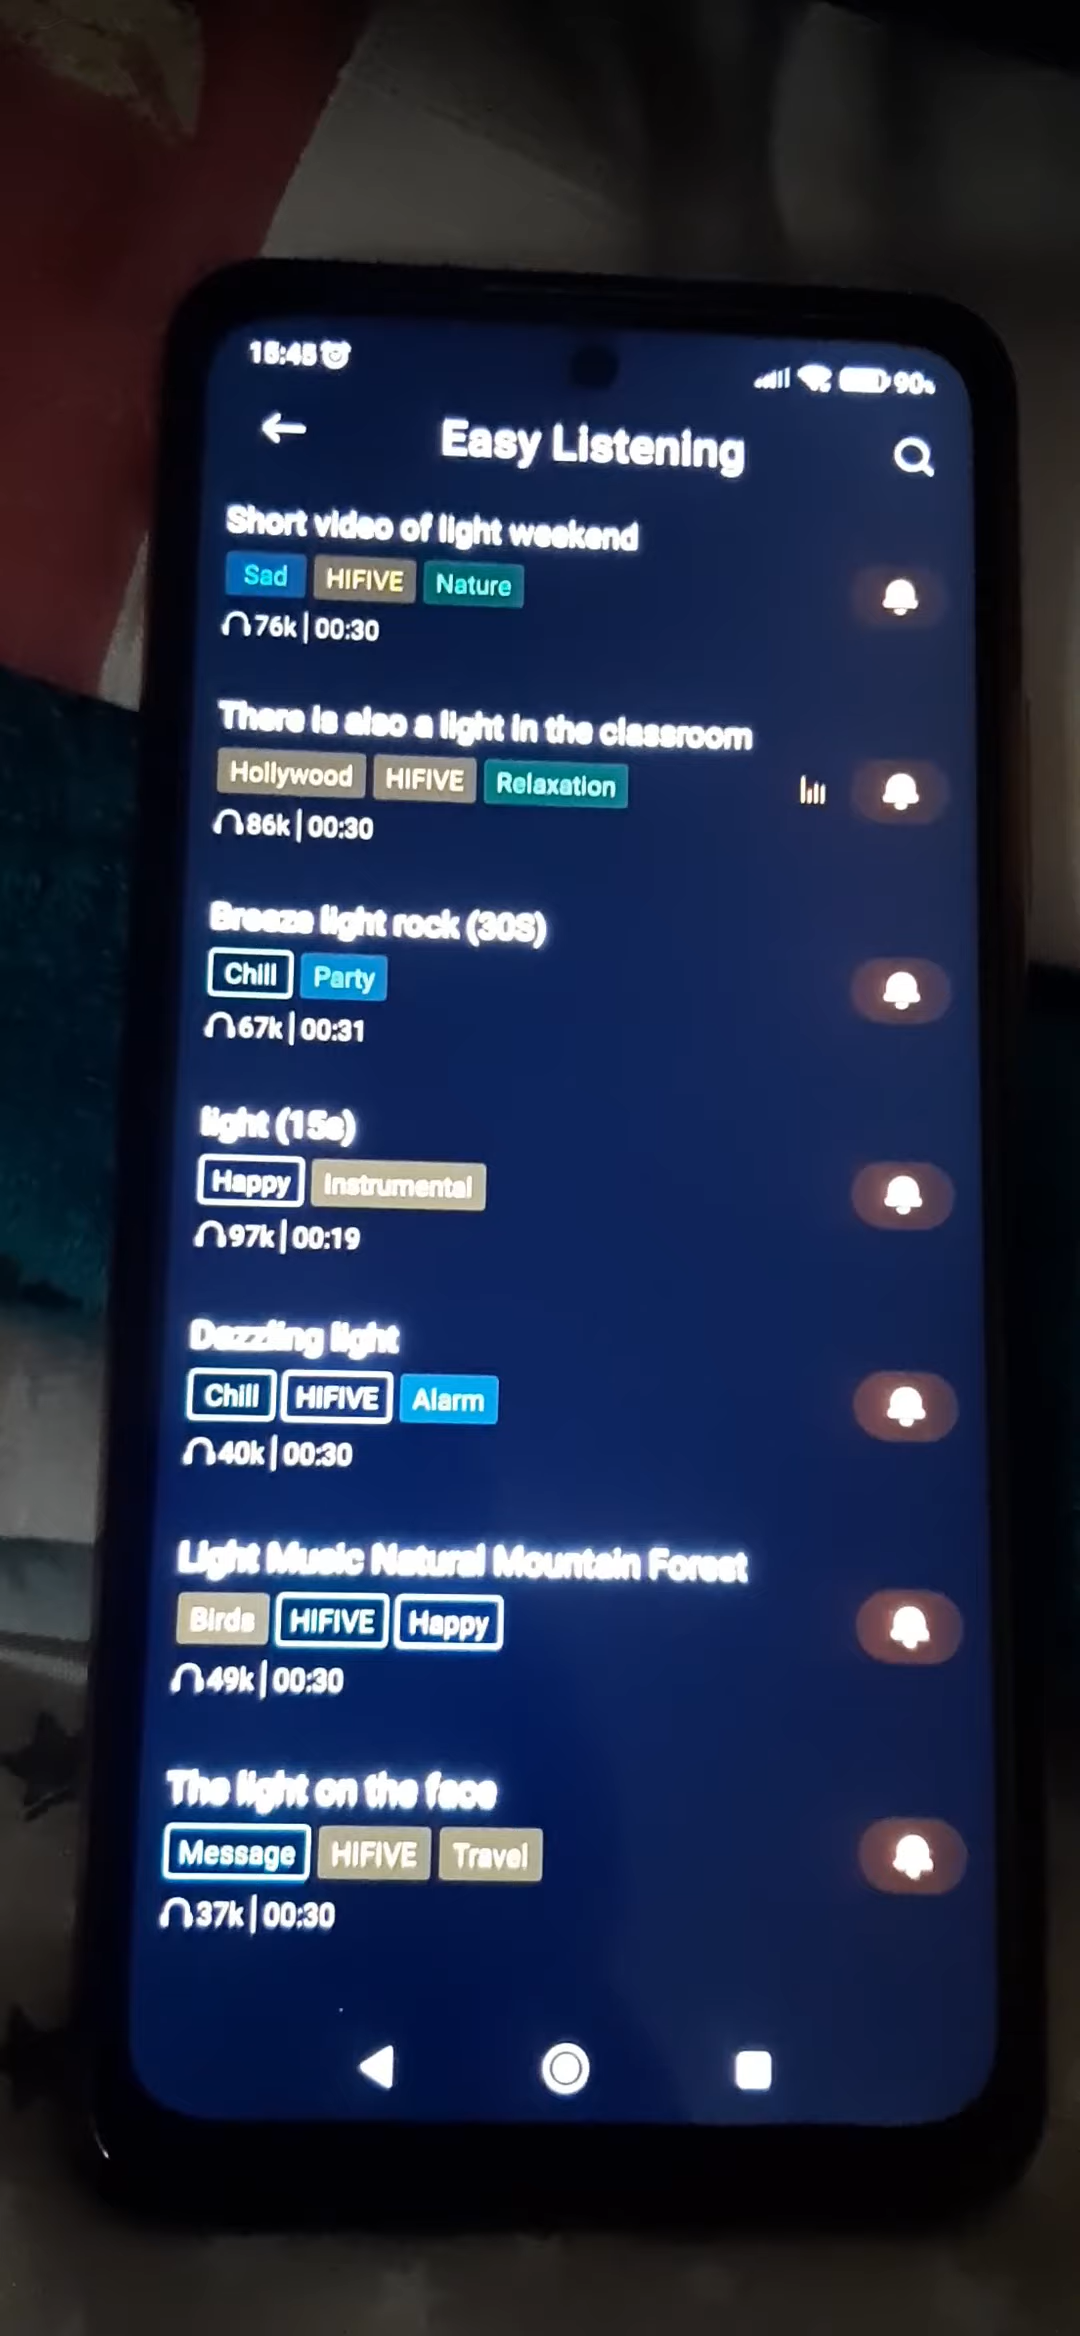 15:45
90%
Easy Listening
Short video of light weekend
Sad HIFIVE Nature
76k | 00:30
There is also a light in the classroom
Hollywood HIFIVE Relaxation
86k | 00:30
Breeze light rock (30S)
Chill Party
67k | 00:31
light (15s)
Happy Instrumental
97k | 00:19
Dazzling light
Chill HIFIVE Alarm
40k | 00:30
Light Music Natural Mountain Forest
Birds HIFIVE Happy
49k | 00:30
The light on the face
Message HIFIVE Travel
37k | 00:30